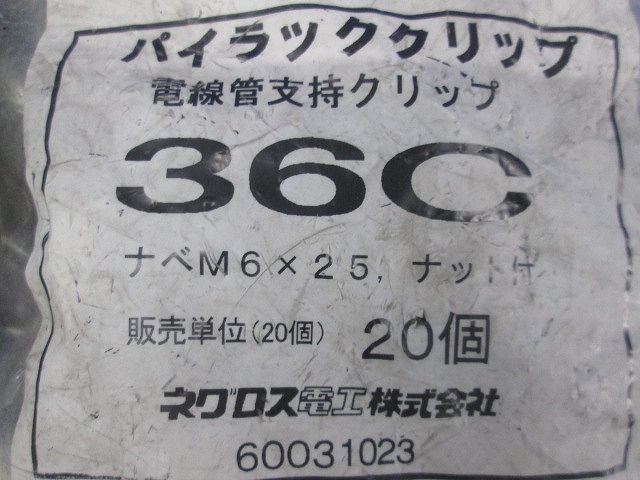 パイラッククリップ
電線管支持クリップ
36C
ナベM6×25, ナット付
販売単位(20個) 20個
ネグロス電工株式会社
60031023